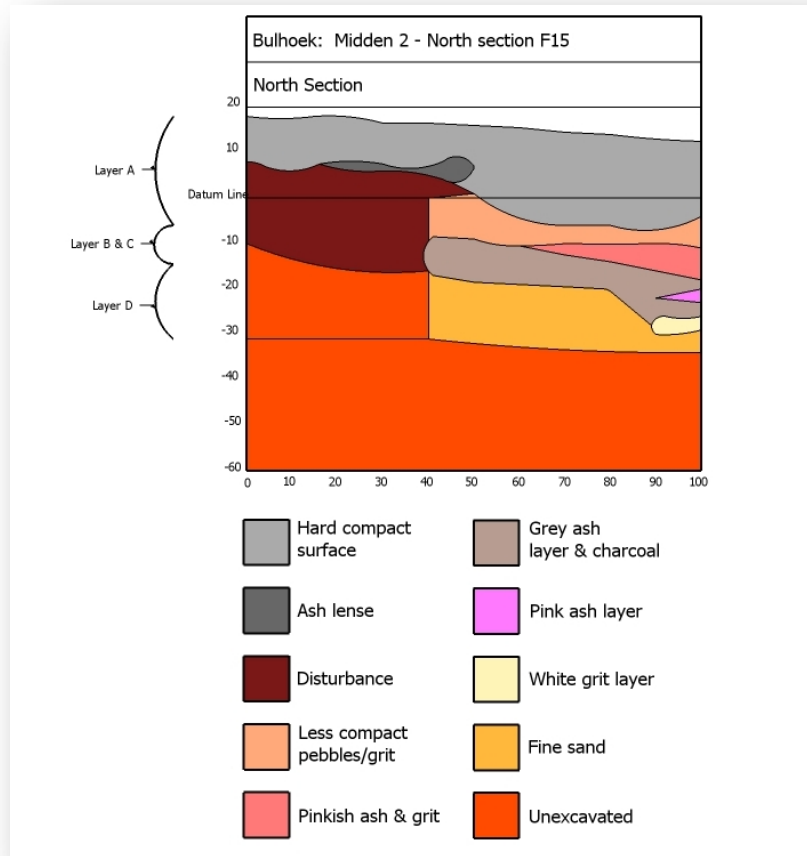 Bulhoek: Midden 2 - North section F15
North Section
20
10
Datum Line
-10
-20
-30
-40
-50
-60
Layer A
Layer B & C
Layer D
0 10 20 30 40 50 60 70 80 90 100
Hard compact
surface
Grey ash
layer & charcoal
Ash lense
Pink ash layer
Disturbance
White grit layer
Less compact
pebbles/grit
Fine sand
Pinkish ash & grit
Unexcavated